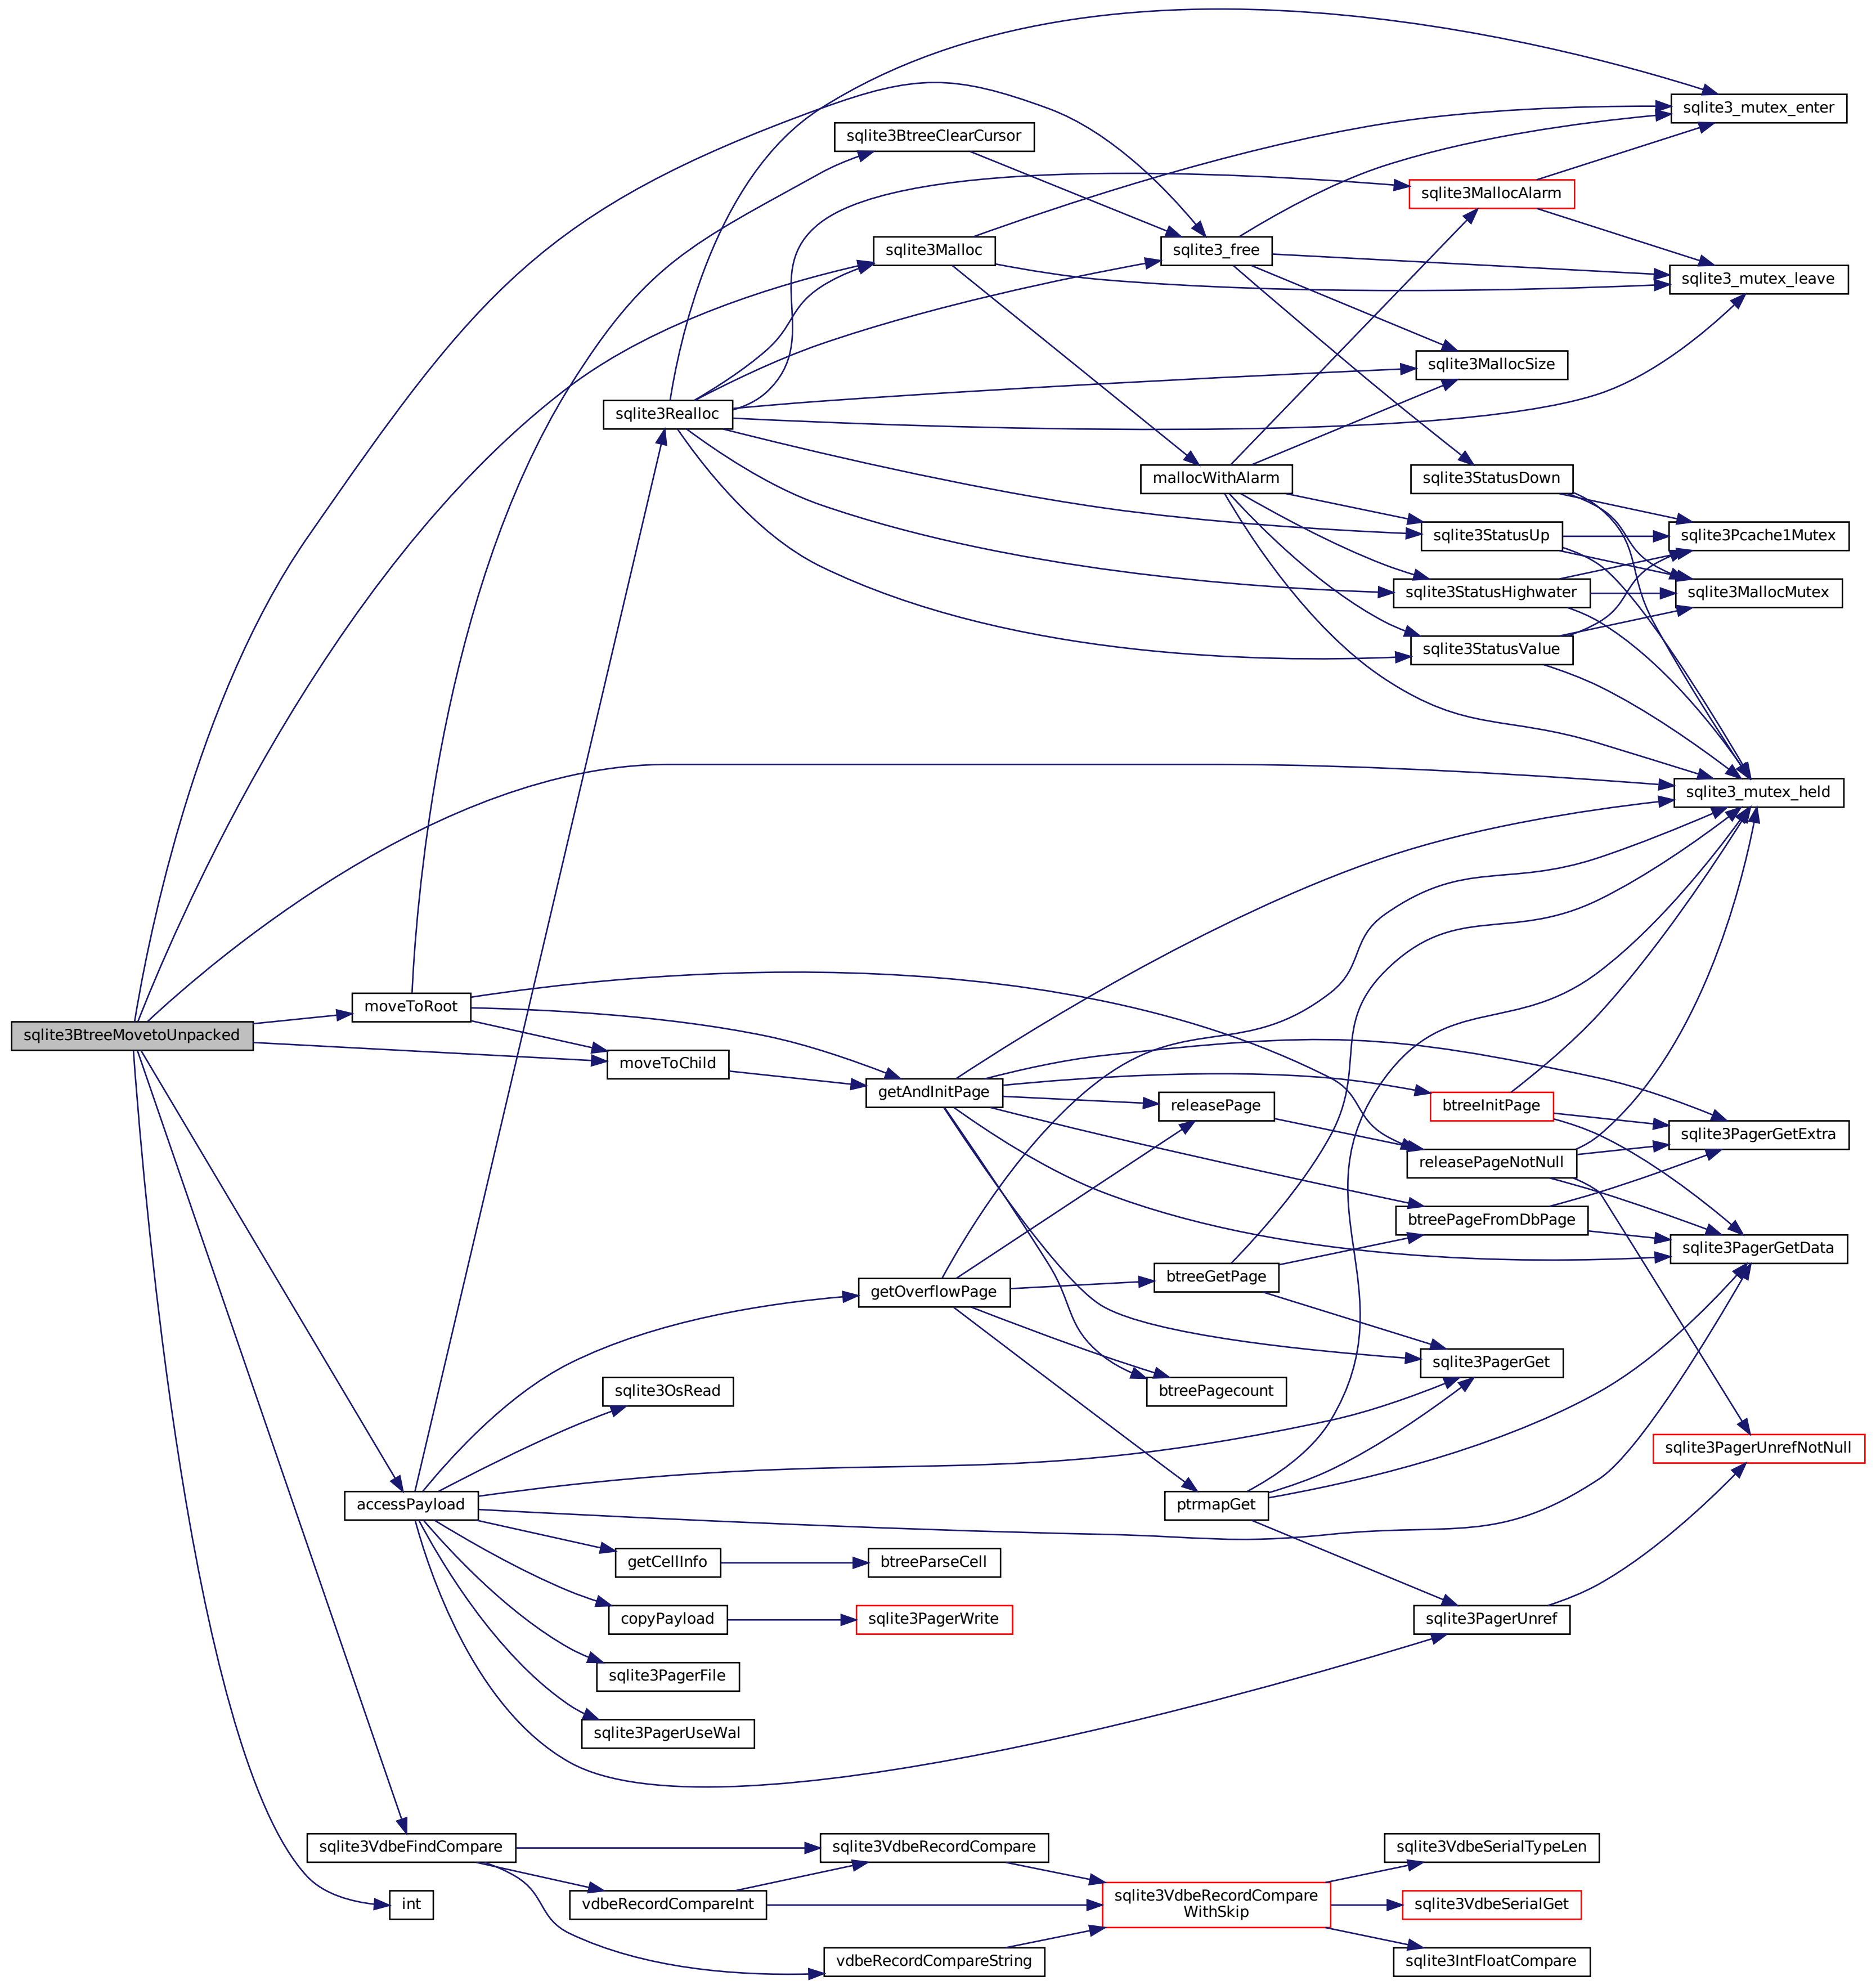 sqlite3_mutex_enter
sqlite3BtreeClearCursor
sqlite3MallocAlarm
sqlite3Malloc
sqlite3_free
sqlite3_mutex_leave
sqlite3MallocSize
sqlite3Realloc
mallocWithAlarm
sqlite3StatusDown
sqlite3StatusUp
sqlite3Pcache1Mutex
sqlite3StatusHighwater
sqlite3MallocMutex
sqlite3StatusValue
sqlite3_mutex_held
moveToRoot
sqlite3BtreeMovetoUnpacked
moveToChild
getAndInitPage
releasePage
btreeInitPage
sqlite3PagerGetExtra
releasePageNotNull
btreePageFromDbPage
sqlite3PagerGetData
btreeGetPage
getOverflowPage
sqlite3PagerGet
sqlite3OsRead
btreePagecount
sqlite3PagerUnrefNotNull
accessPayload
ptrmapGet
getCellInfo
btreeParseCell
copyPayload
sqlite3PagerWrite
sqlite3PagerUnref
sqlite3PagerFile
sqlite3PagerUseWal
sqlite3VdbeFindCompare
sqlite3VdbeRecordCompare
sqlite3VdbeSerialTypeLen
int
vdbeRecordCompareInt
sqlite3VdbeRecordCompare
WithSkip
sqlite3VdbeSerialGet
vdbeRecordCompareString
sqlite3IntFloatCompare